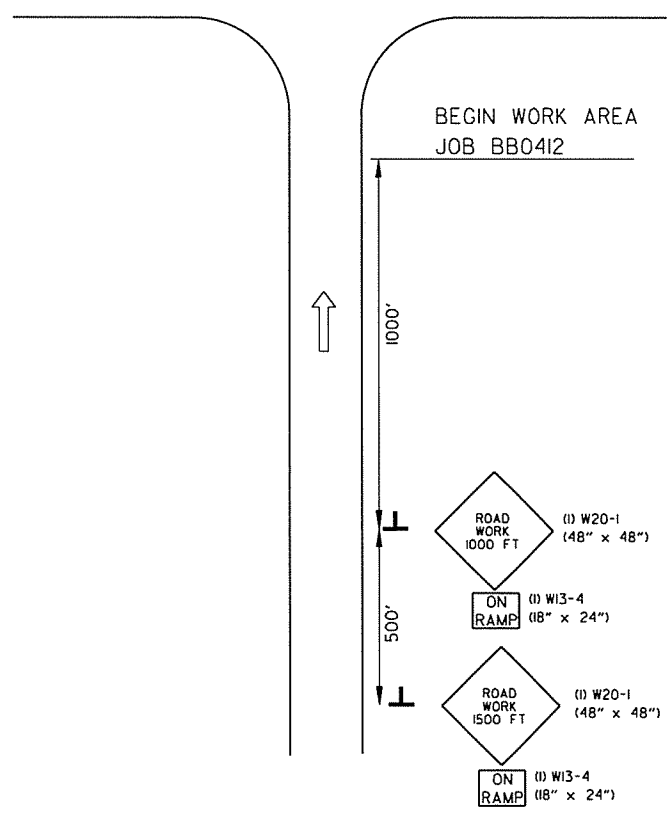 BEGIN WORK AREA
JOB BB0412
1000'
ROAD
WORK
1000 FT
(1) W20-1
(48" x 48")
ON
RAMP
(1) W13-4
(18" x 24")
500'
ROAD
WORK
1500 FT
(1) W20-1
(48" x 48")
ON
RAMP
(1) W13-4
(18" x 24")